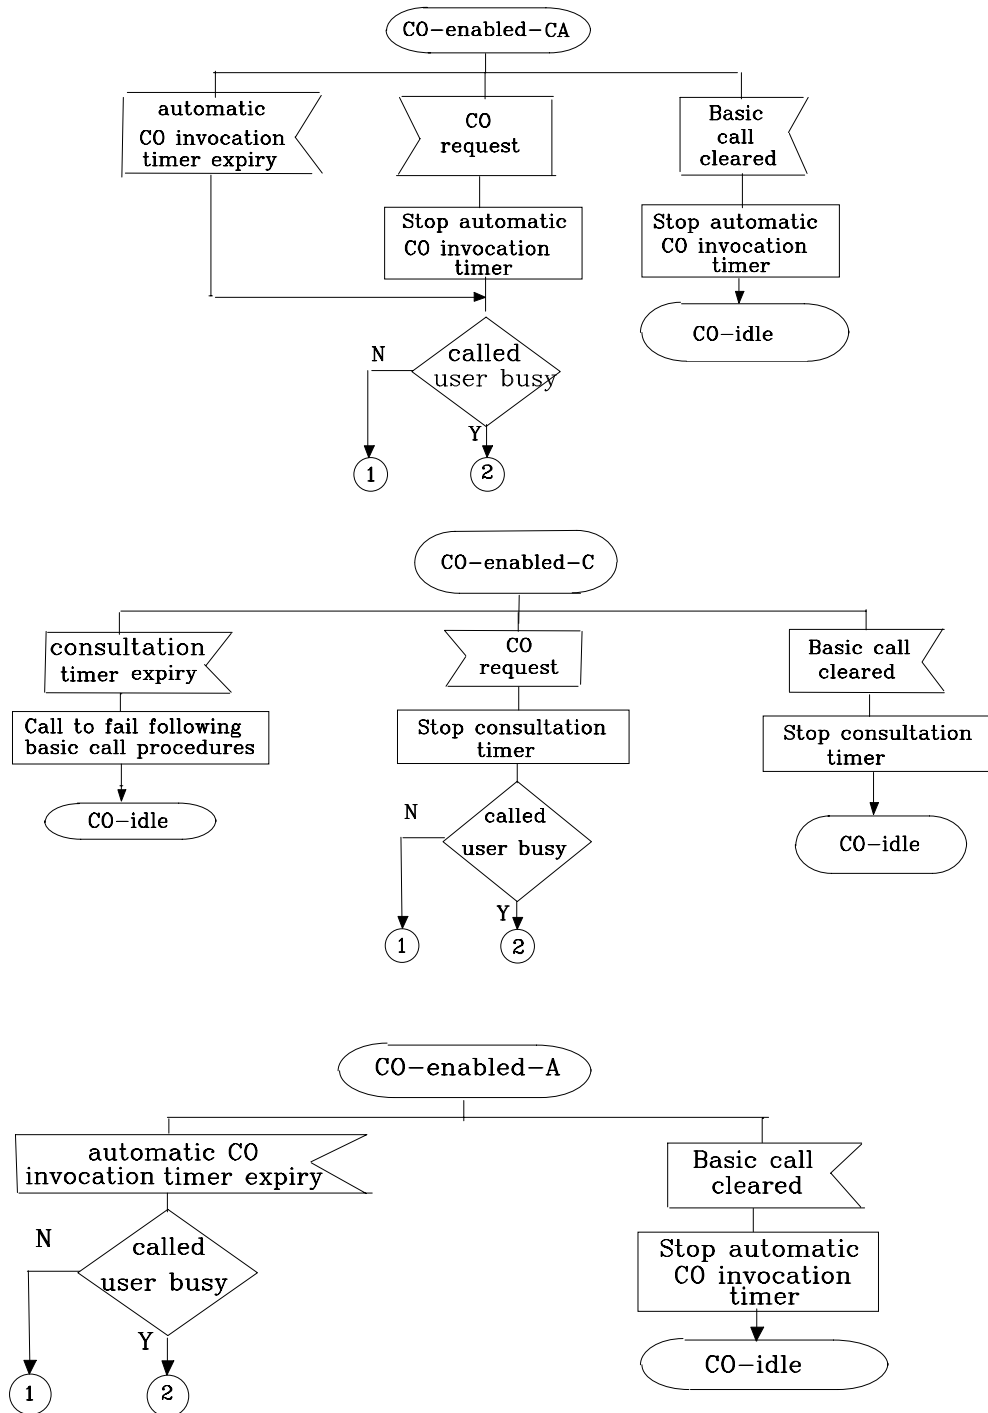 CO-enabled-CA
automatic
CO invocation
timer expiry
CO
request
Basic
call
cleared
Stop automatic
CO invocation
timer
Stop automatic
CO invocation
timer
CO-idle
called
user busy
N
Y
1
2
CO-enabled-C
consultation
timer expiry
CO
request
Basic call
cleared
Call to fail following
basic call procedures
Stop consultation
timer
Stop consultation
timer
CO-idle
called
user busy
N
Y
CO-idle
1
2
CO-enabled-A
automatic CO
invocation timer expiry
Basic call
cleared
called
user busy
N
Y
Stop automatic
CO invocation
timer
CO-idle
1
2